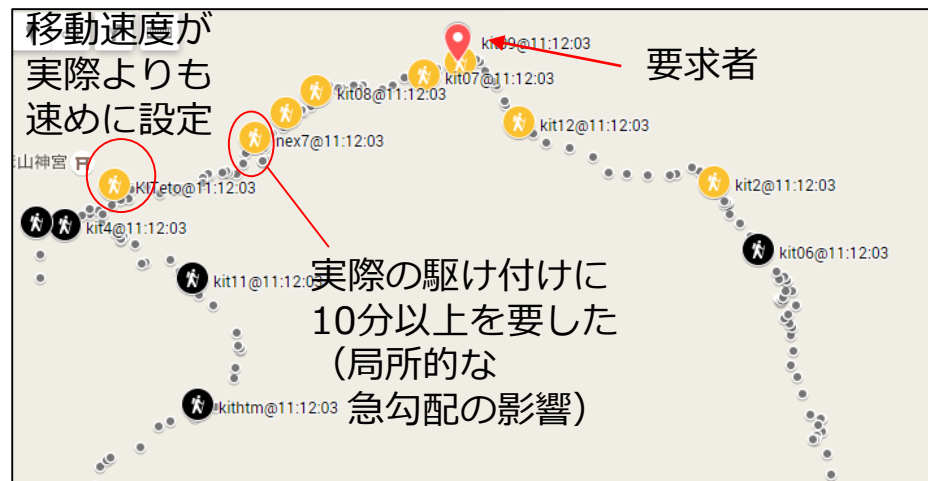 移動速度が
実際よりも
速めに設定
kit09@11:12:03
要求者
kit07@11:12:03
kit08@11:12:03
kit12@11:12:03
nex7@11:12:03
山神宮
KITeto@11:12:03
kit2@11:12:03
kit4@11:12:03
kit06@11:12:03
kit11@11:12:03
実際の駆け付けに
10分以上を要した
（局所的な
急勾配の影響）
kithtm@11:12:03